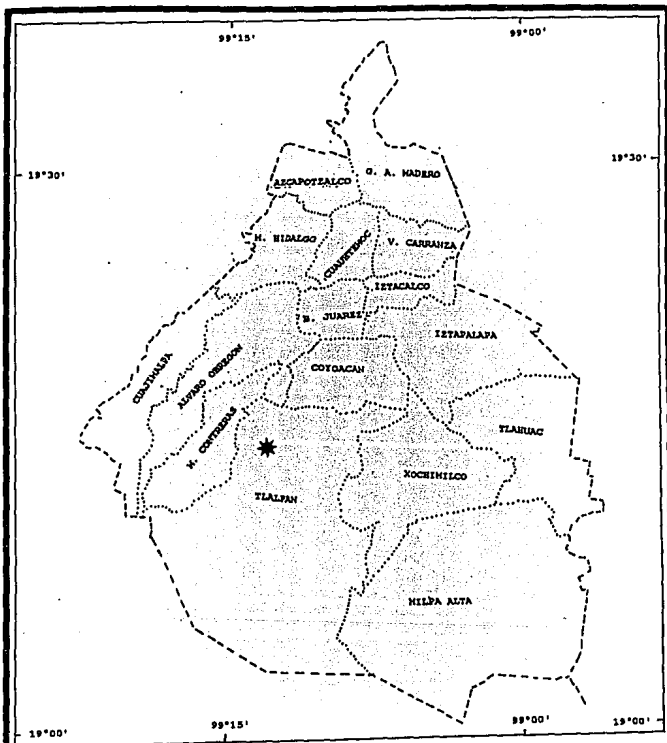 99°15'
99°00'
19°30'
19°30'
G. A. MADERO
AZCAPOTZALCO
M. HIDALGO
CUAUHTEMOC
V. CARRANZA
IZTACALCO
B. JUAREZ
IZTAPALAPA
CUAJIMALPA
ALVARO OBREGON
COYOACAN
M. CONTRERAS
TLAHUAC
XOCHIMILCO
TLALPAN
MILPA ALTA
19°00'
99°15'
99°00'
19°00'